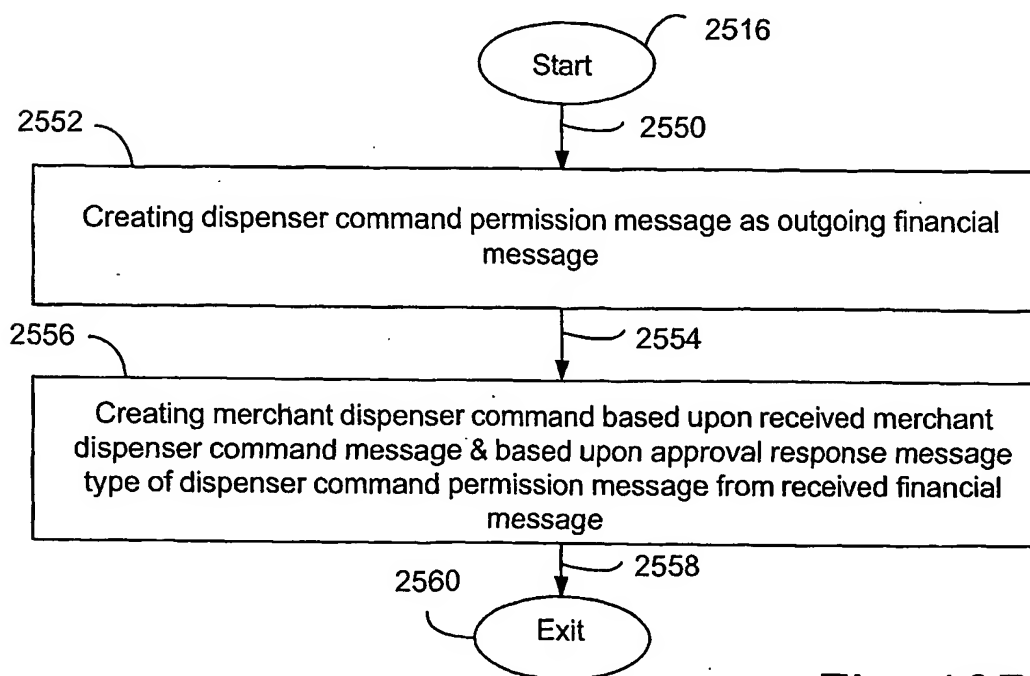 2516
Start
2550
2552
Creating dispenser command permission message as outgoing financial
message
2554
2556
Creating merchant dispenser command based upon received merchant
dispenser command message & based upon approval response message
type of dispenser command permission message from received financial
message
2558
2560
Exit